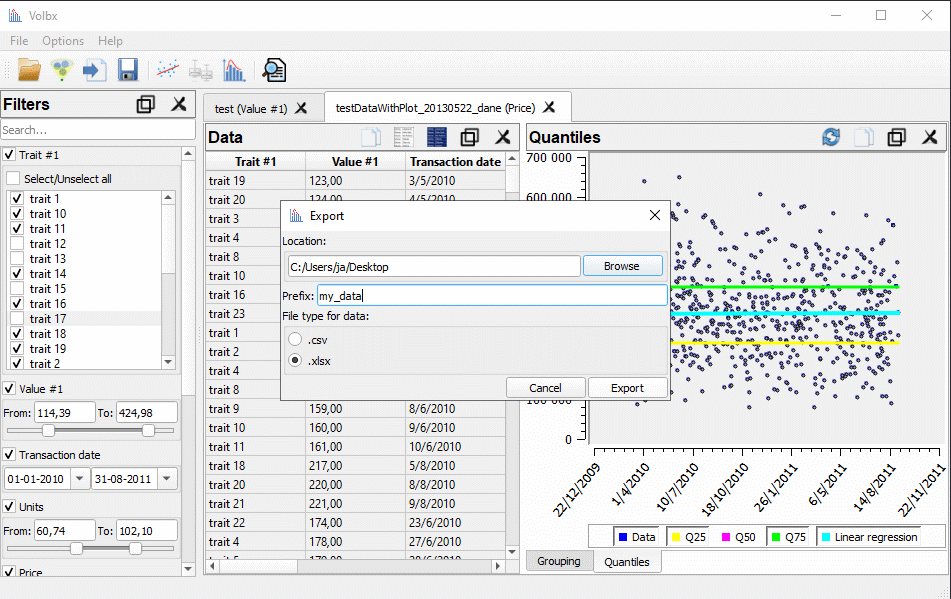 Volbx
File Options Help
Filters
Search...
Trait #1
Select/Unselect all
trait 1
trait 10
trait 11
trait 12
trait 13
trait 14
trait 15
trait 16
trait 17
trait 18
trait 19
trait 2
Value #1
From: 114,39 To: 424,98
Transaction date
01-01-2010 31-08-2011
Units
From: 60,74 To: 102,10
Price
test (Value #1) testDataWithPlot_20130522_dane (Price)
Data
Trait #1 Value #1 Transaction date
trait 19 123,00 3/5/2010
trait 20 124,00 4/5/2010
trait 3
trait 4
trait 8
trait 10
trait 16
trait 23
trait 1
trait 2
trait 4
trait 8
trait 9 159,00 8/6/2010
trait 10 160,00 9/6/2010
trait 11 161,00 10/6/2010
trait 18 217,00 5/8/2010
trait 20 220,00 8/8/2010
trait 21 221,00 9/8/2010
trait 22 174,00 23/6/2010
trait 4 178,00 27/6/2010
Export
Location:
C:/Users/ja/Desktop Browse
Prefix: my_data
File type for data:
.csv
.xlsx
Cancel Export
Quantiles
700 000
600 000
100 000
0
22/12/2009 1/4/2010 10/7/2010 18/10/2010 26/1/2011 6/5/2011 14/8/2011 22/11/2011
Data Q25 Q50 Q75 Linear regression
Grouping Quantiles